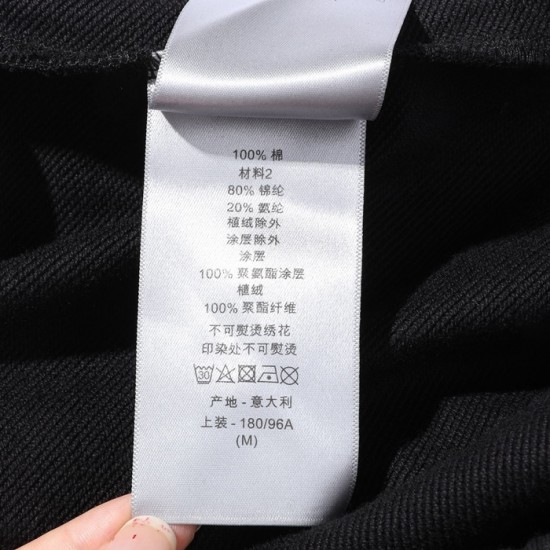 100% 棉
材料2
80% 锦纶
20% 氨纶
植绒除外
涂层除外
涂层
100% 聚氨酯涂层
植绒
100% 聚酯纤维
不可熨烫绣花
印染处不可熨烫
30
产地 - 意大利
上装 - 180/96A
(M)